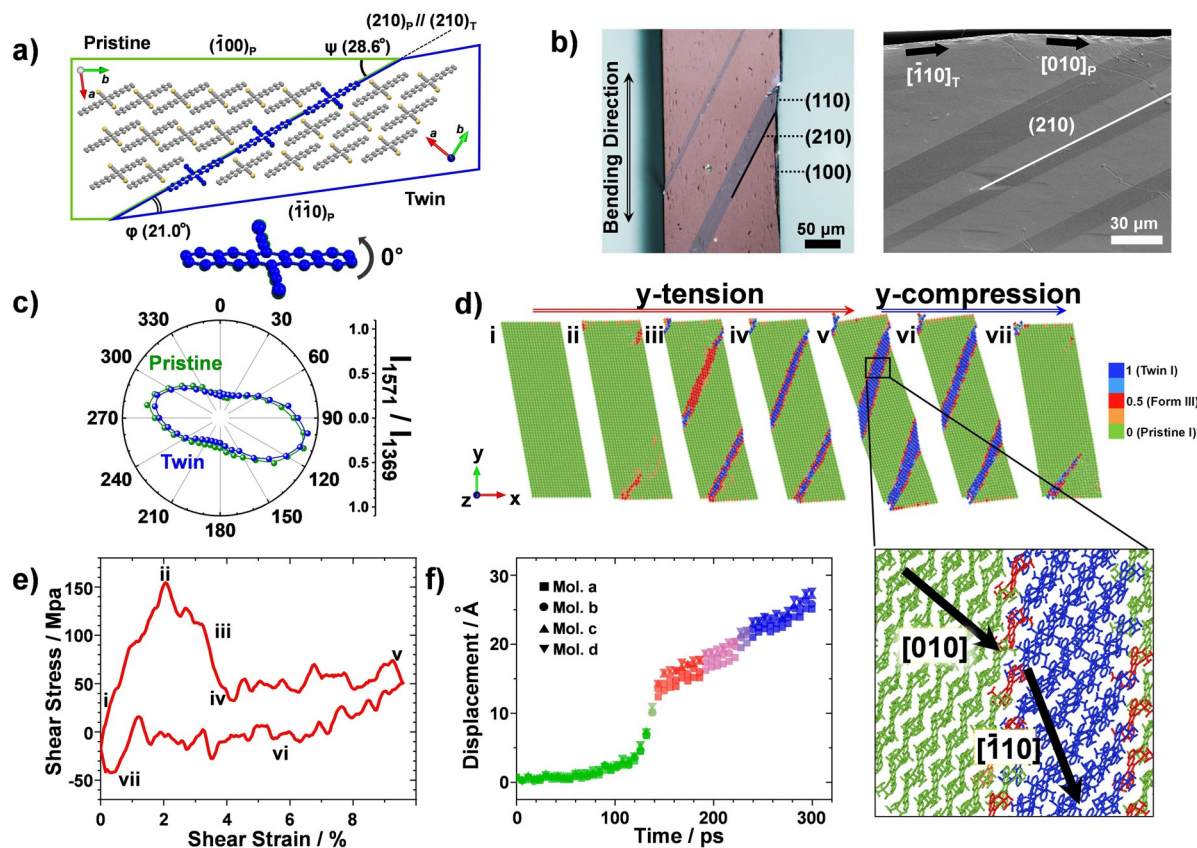 a)
Pristine
(1̄00)P
ψ (28.6°)
(210)P // (210)T
b
a
a
b
φ (21.0°)
(1̄1̄0)P
Twin
0°
b)
Bending Direction
(110)
(210)
(100)
50 μm
[1̄10]T
[010]P
(210)
30 μm
c)
0
30
60
90
120
150
180
210
240
270
300
330
Pristine
Twin
1.0
0.5
0.0
0.5
1.0
I1571 / I1369
d)
y-tension
y-compression
i
ii
iii
iv
v
vi
vii
1 (Twin I)
0.5 (Form III)
0 (Pristine I)
y
z
x
[010]
[1̄10]
e)
Shear Stress / Mpa
150
100
50
0
-50
i
ii
iii
iv
v
vi
vii
0
2
4
6
8
Shear Strain / %
f)
Displacement / Å
30
20
10
0
Mol. a
Mol. b
Mol. c
Mol. d
0
100
200
300
Time / ps